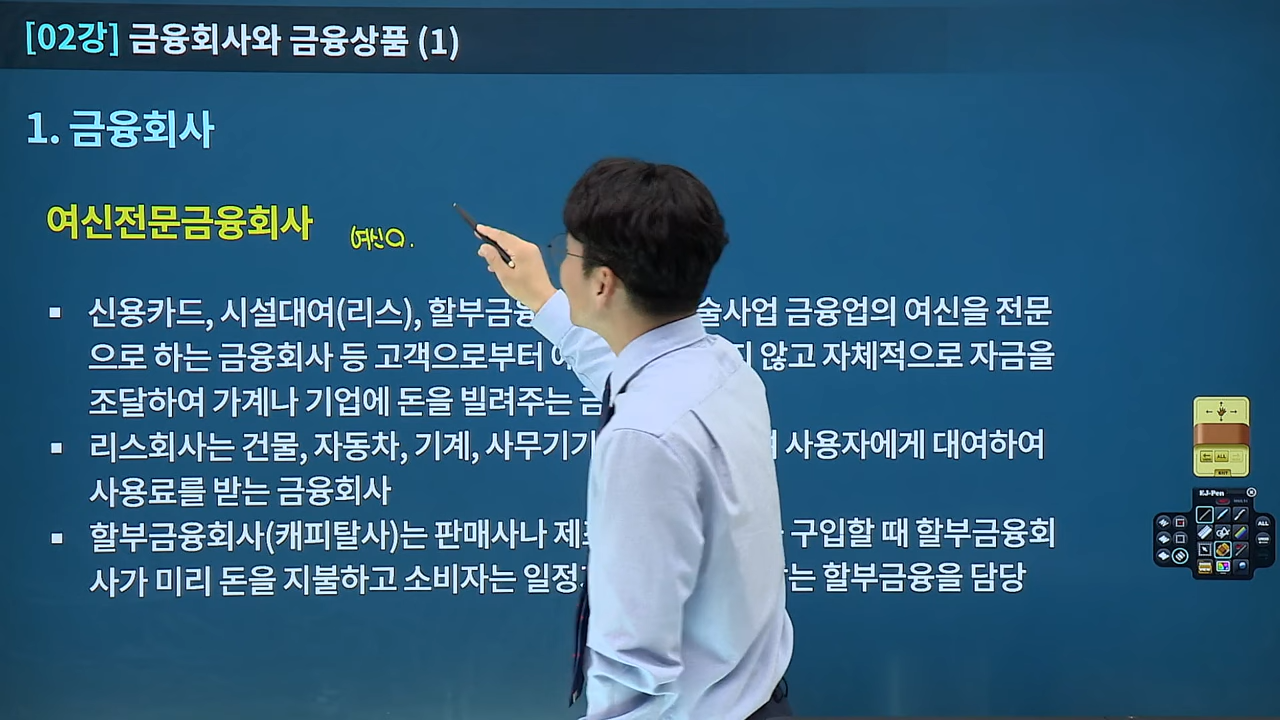 [02강] 금융회사와 금융상품 (1)
1. 금융회사
여신전문금융회사 여신ㅇ.
신용카드, 시설대여(리스), 할부금융 술사업 금융업의 여신을 전문
으로 하는 금융회사 등 고객으로부터 않고 자체적으로 자금을
조달하여 가계나 기업에 돈을 빌려주는
리스회사는 건물, 자동차, 기계, 사무기기 사용자에게 대여하여
사용료를 받는 금융회사
할부금융회사(캐피탈사)는 판매사나 구입할 때 할부금융회
사가 미리 돈을 지불하고 소비자는 할부금융을 담당
EJ-Pen
ALL
ALL
EXIT